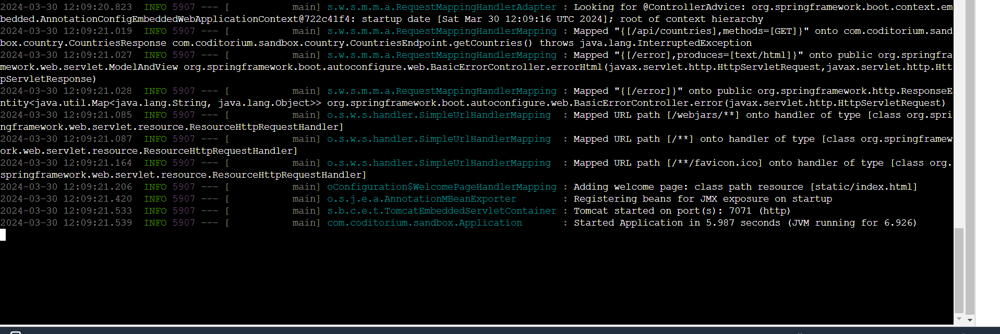 2024-03-30 12:09:20.823  INFO 5907 --- [           main] s.w.s.m.m.a.RequestMappingHandlerAdapter : Looking for @ControllerAdvice: org.springframework.boot.context.em
bedded.AnnotationConfigEmbeddedWebApplicationContext@722c41f4: startup date [Sat Mar 30 12:09:16 UTC 2024]; root of context hierarchy
2024-03-30 12:09:21.019  INFO 5907 --- [           main] s.w.s.m.m.a.RequestMappingHandlerMapping : Mapped "{[/api/countries],methods=[GET]}" onto com.coditorium.sand
box.country.CountriesResponse com.coditorium.sandbox.country.CountriesEndpoint.getCountries() throws java.lang.InterruptedException
2024-03-30 12:09:21.027  INFO 5907 --- [           main] s.w.s.m.m.a.RequestMappingHandlerMapping : Mapped "{[/error],produces=[text/html]}" onto public org.springfra
mework.web.servlet.ModelAndView org.springframework.boot.autoconfigure.web.BasicErrorController.errorHtml(javax.servlet.http.HttpServletRequest,javax.servlet.http.Htt
pServletResponse)
2024-03-30 12:09:21.028  INFO 5907 --- [           main] s.w.s.m.m.a.RequestMappingHandlerMapping : Mapped "{[/error]}" onto public org.springframework.http.ResponseE
ntity<java.util.Map<java.lang.String, java.lang.Object>> org.springframework.boot.autoconfigure.web.BasicErrorController.error(javax.servlet.http.HttpServletRequest)
2024-03-30 12:09:21.085  INFO 5907 --- [           main] o.s.w.s.handler.SimpleUrlHandlerMapping  : Mapped URL path [/webjars/**] onto handler of type [class org.spri
ngframework.web.servlet.resource.ResourceHttpRequestHandler]
2024-03-30 12:09:21.087  INFO 5907 --- [           main] o.s.w.s.handler.SimpleUrlHandlerMapping  : Mapped URL path [/**] onto handler of type [class org.springframew
ork.web.servlet.resource.ResourceHttpRequestHandler]
2024-03-30 12:09:21.164  INFO 5907 --- [           main] o.s.w.s.handler.SimpleUrlHandlerMapping  : Mapped URL path [/**/favicon.ico] onto handler of type [class org.
springframework.web.servlet.resource.ResourceHttpRequestHandler]
2024-03-30 12:09:21.206  INFO 5907 --- [           main] oConfiguration$WelcomePageHandlerMapping : Adding welcome page: class path resource [static/index.html]
2024-03-30 12:09:21.420  INFO 5907 --- [           main] o.s.j.e.a.AnnotationMBeanExporter        : Registering beans for JMX exposure on startup
2024-03-30 12:09:21.533  INFO 5907 --- [           main] s.b.c.e.t.TomcatEmbeddedServletContainer : Tomcat started on port(s): 7071 (http)
2024-03-30 12:09:21.539  INFO 5907 --- [           main] com.coditorium.sandbox.Application       : Started Application in 5.987 seconds (JVM running for 6.926)